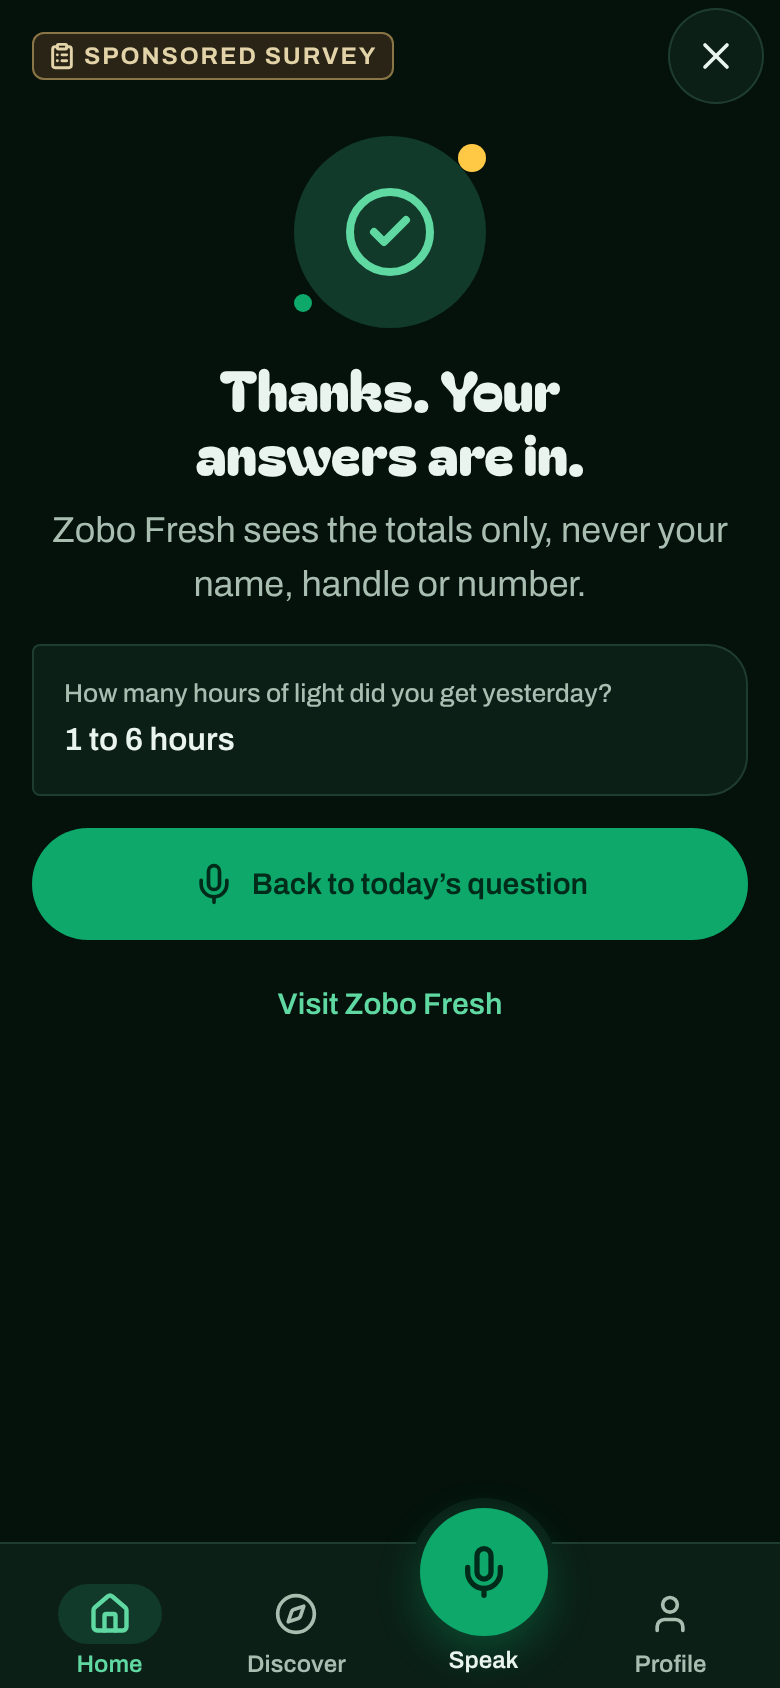 SPONSORED SURVEY
Thanks. Your
answers are in.
Zobo Fresh sees the totals only, never your
name, handle or number.
How many hours of light did you get yesterday?
1 to 6 hours
Back to today’s question
Visit Zobo Fresh
Home
Discover
Speak
Profile